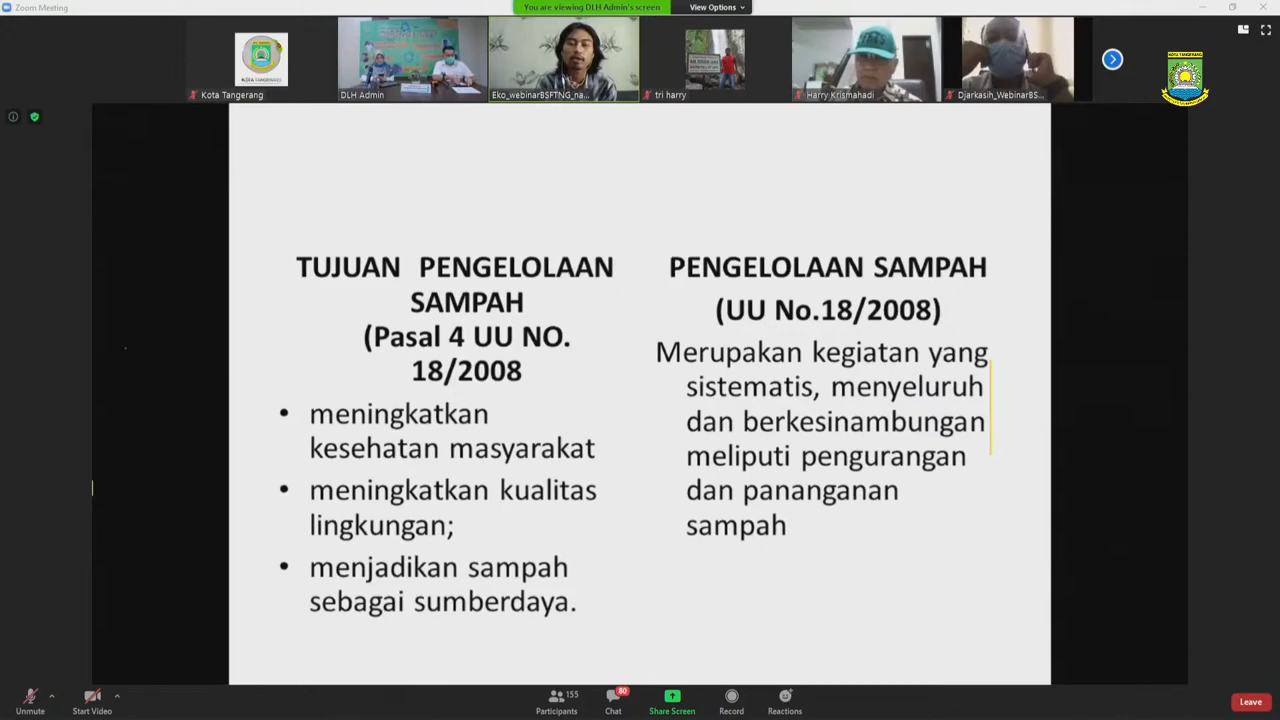 Zoom Meeting
You are viewing DLH Admin's screen
View Options
Kota Tangerang
DLH Admin
Eko_webinarBSFTNG_na...
tri harry
Harry Krismahadi
Djarkasih_WebinarBS...
KOTA TANGERANG
TUJUAN PENGELOLAAN
SAMPAH
(Pasal 4 UU NO.
18/2008
• meningkatkan
kesehatan masyarakat
• meningkatkan kualitas
lingkungan;
• menjadikan sampah
sebagai sumberdaya.
PENGELOLAAN SAMPAH
(UU No.18/2008)
Merupakan kegiatan yang
sistematis, menyeluruh
dan berkesinambungan
meliputi pengurangan
dan pananganan
sampah
Unmute
Start Video
155
Participants
80
Chat
Share Screen
Record
Reactions
Leave